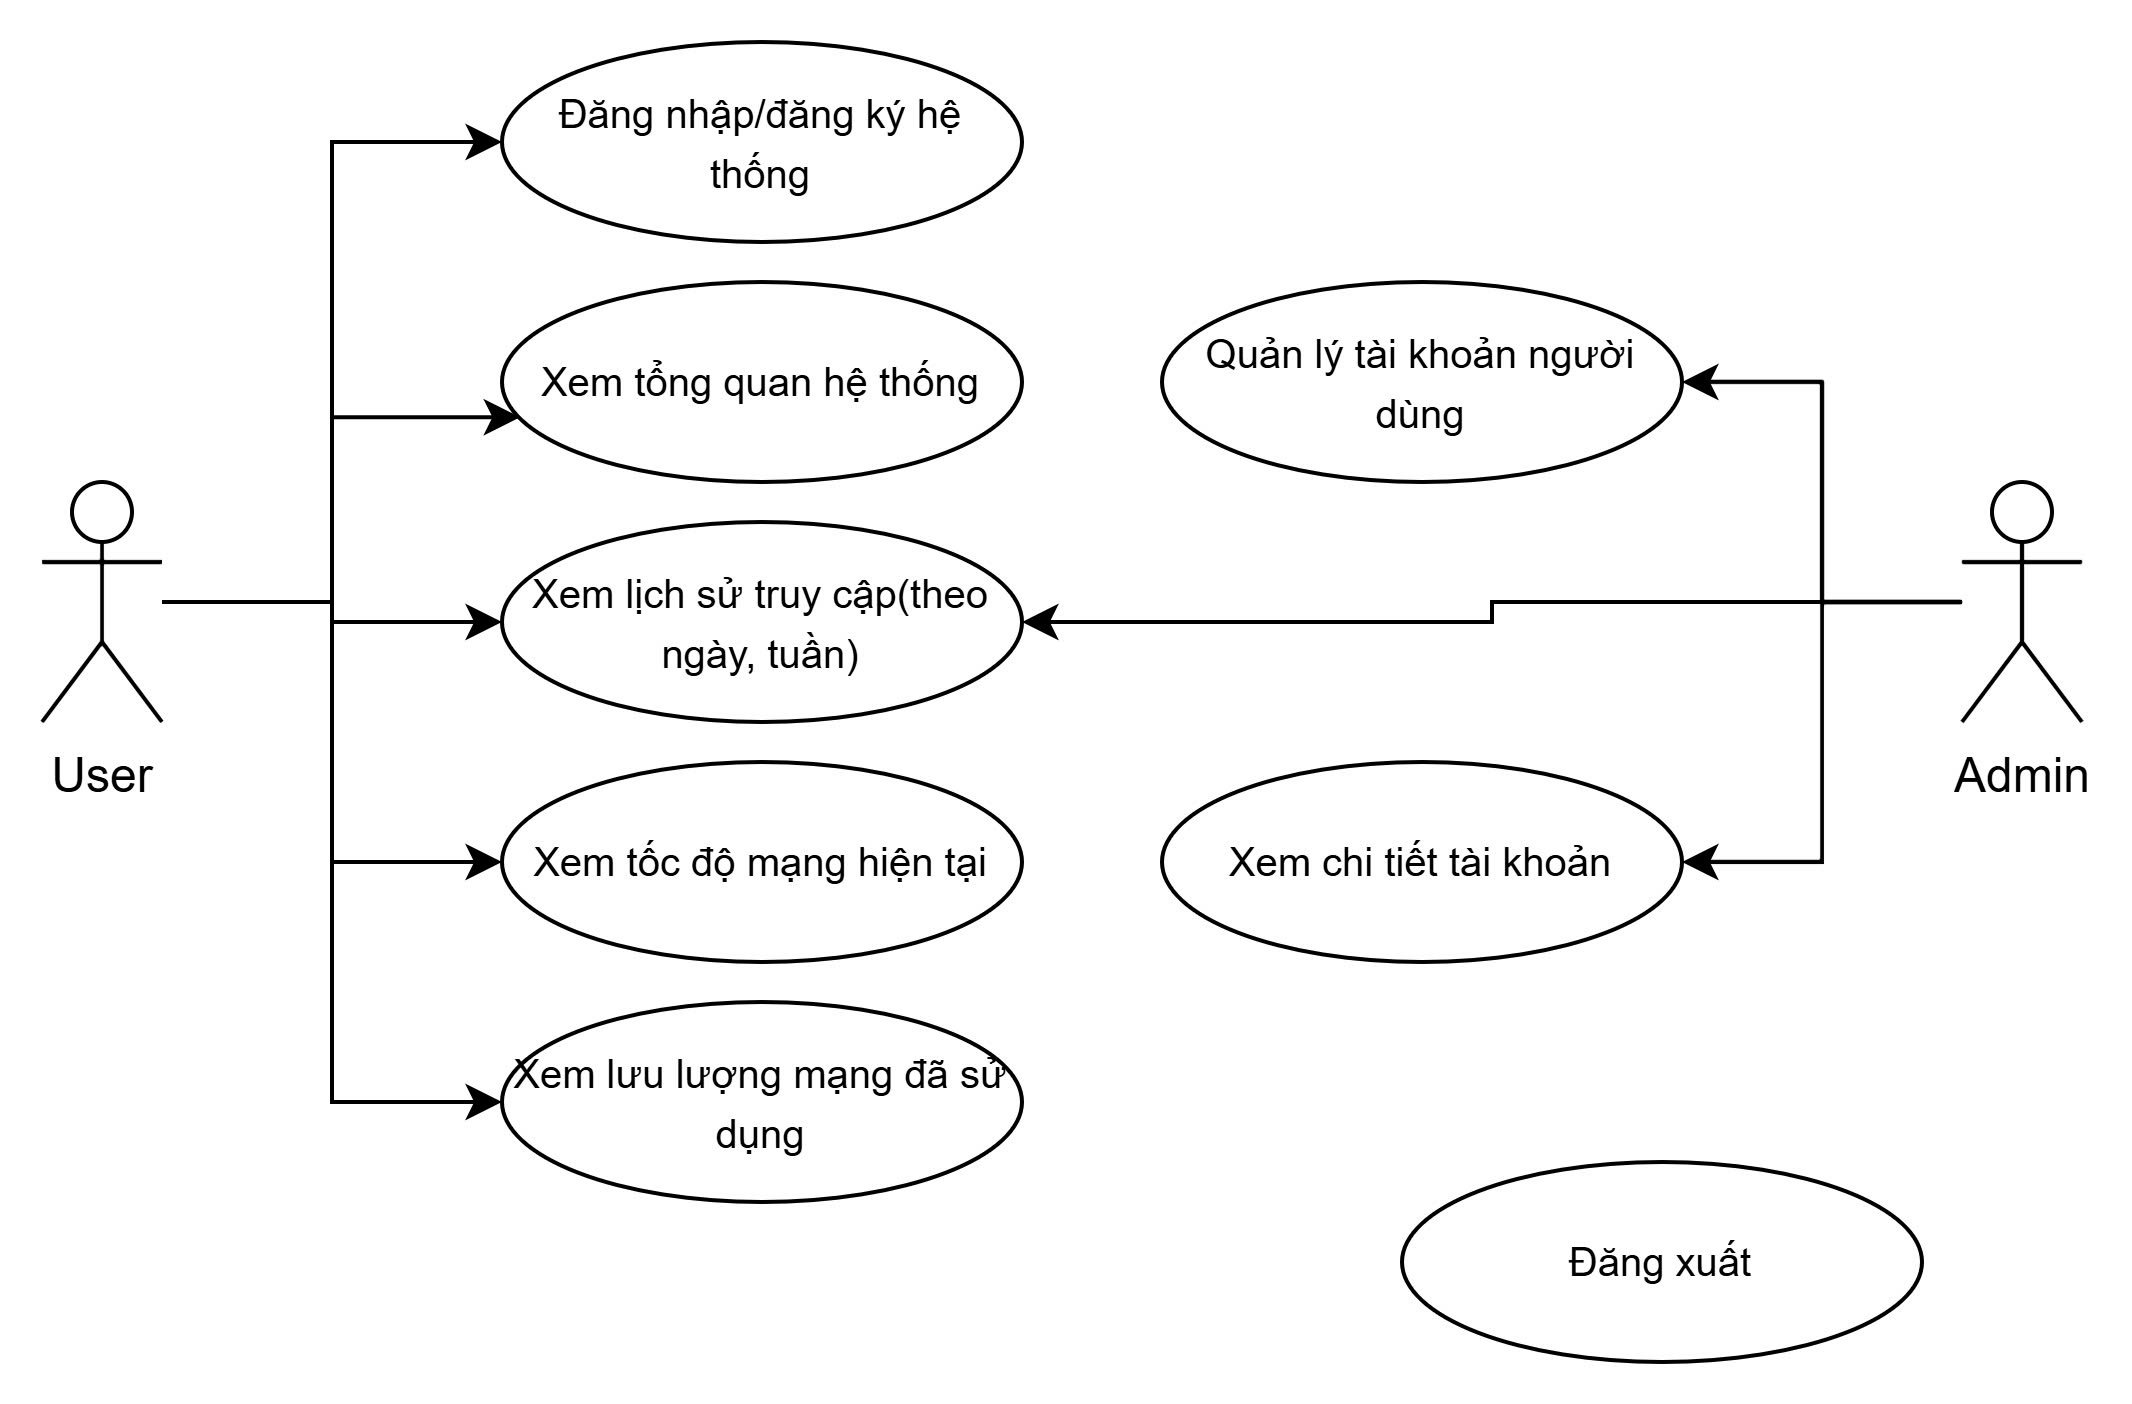 Đăng nhập/đăng ký hệ
thống
Xem tổng quan hệ thống
Quản lý tài khoản người
dùng
Xem lịch sử truy cập(theo
ngày, tuần)
User
Admin
Xem tốc độ mạng hiện tại
Xem chi tiết tài khoản
Xem lưu lượng mạng đã sử
dụng
Đăng xuất